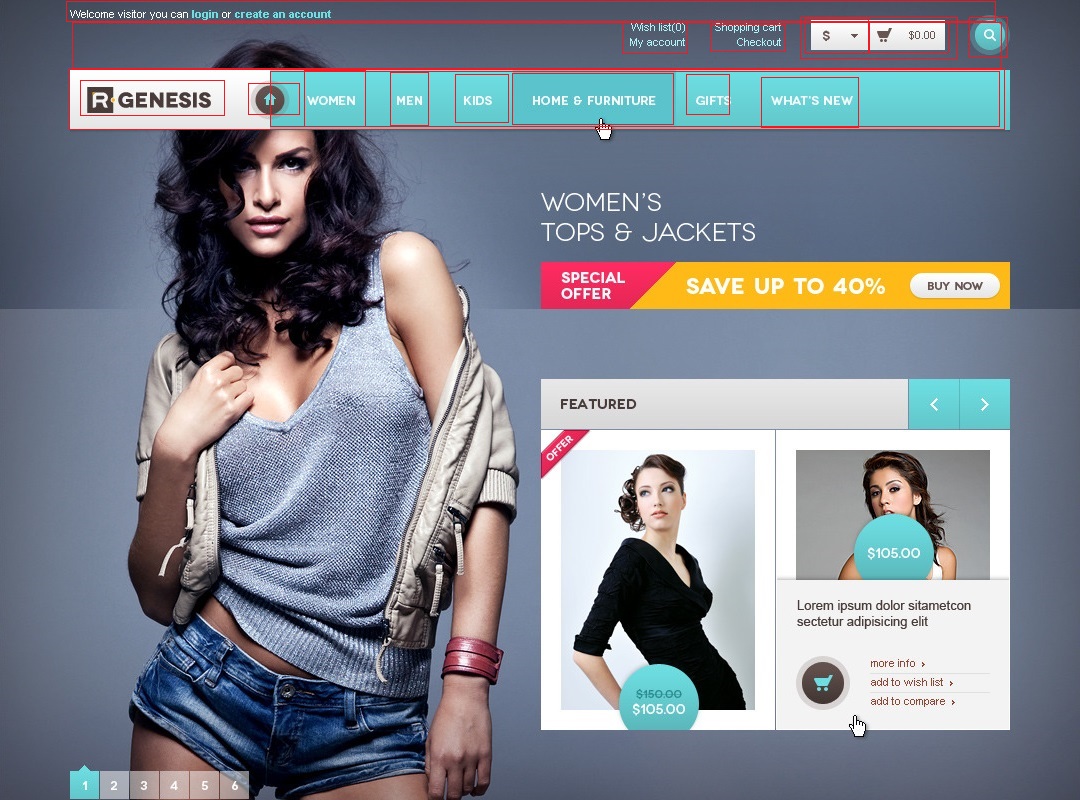 Welcome visitor you can login or create an account
Wish list(0)
My account
Shopping cart
Checkout
$
$0.00
R GENESIS
WOMEN
MEN
KIDS
HOME & FURNITURE
GIFTS
WHAT'S NEW
WOMEN'S
TOPS & JACKETS
SPECIAL
OFFER
SAVE UP TO 40%
BUY NOW
FEATURED
OFFER
$150.00
$105.00
$105.00
Lorem ipsum dolor sitametcon
sectetur adipisicing elit
more info
add to wish list
add to compare
1 2 3 4 5 6